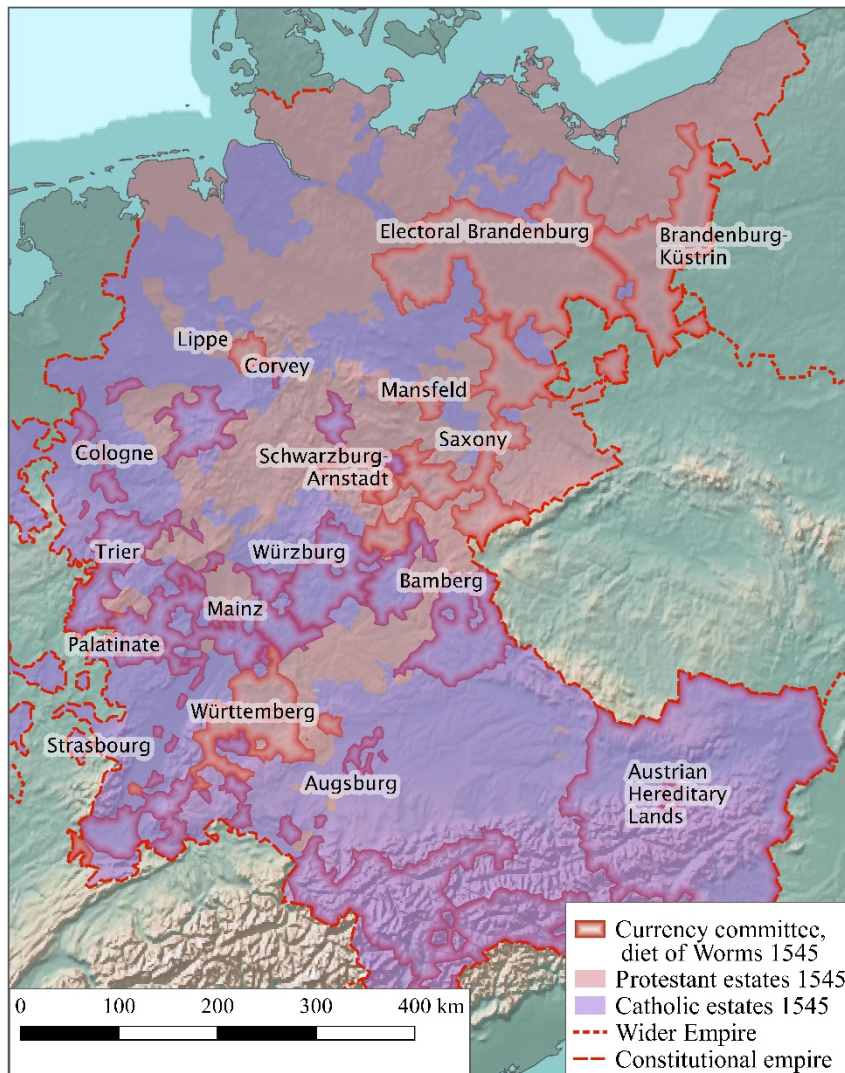 Electoral Brandenburg
Brandenburg-
Küstrin
Lippe
Corvey
Mansfeld
Cologne
Saxony
Schwarzburg-
Arnstadt
Trier
Würzburg
Bamberg
Mainz
Palatinate
Württemberg
Strasbourg
Augsburg
Austrian
Hereditary
Lands
Currency committee,
diet of Worms 1545
Protestant estates 1545
Catholic estates 1545
Wider Empire
Constitutional empire
0 100 200 300 400 km